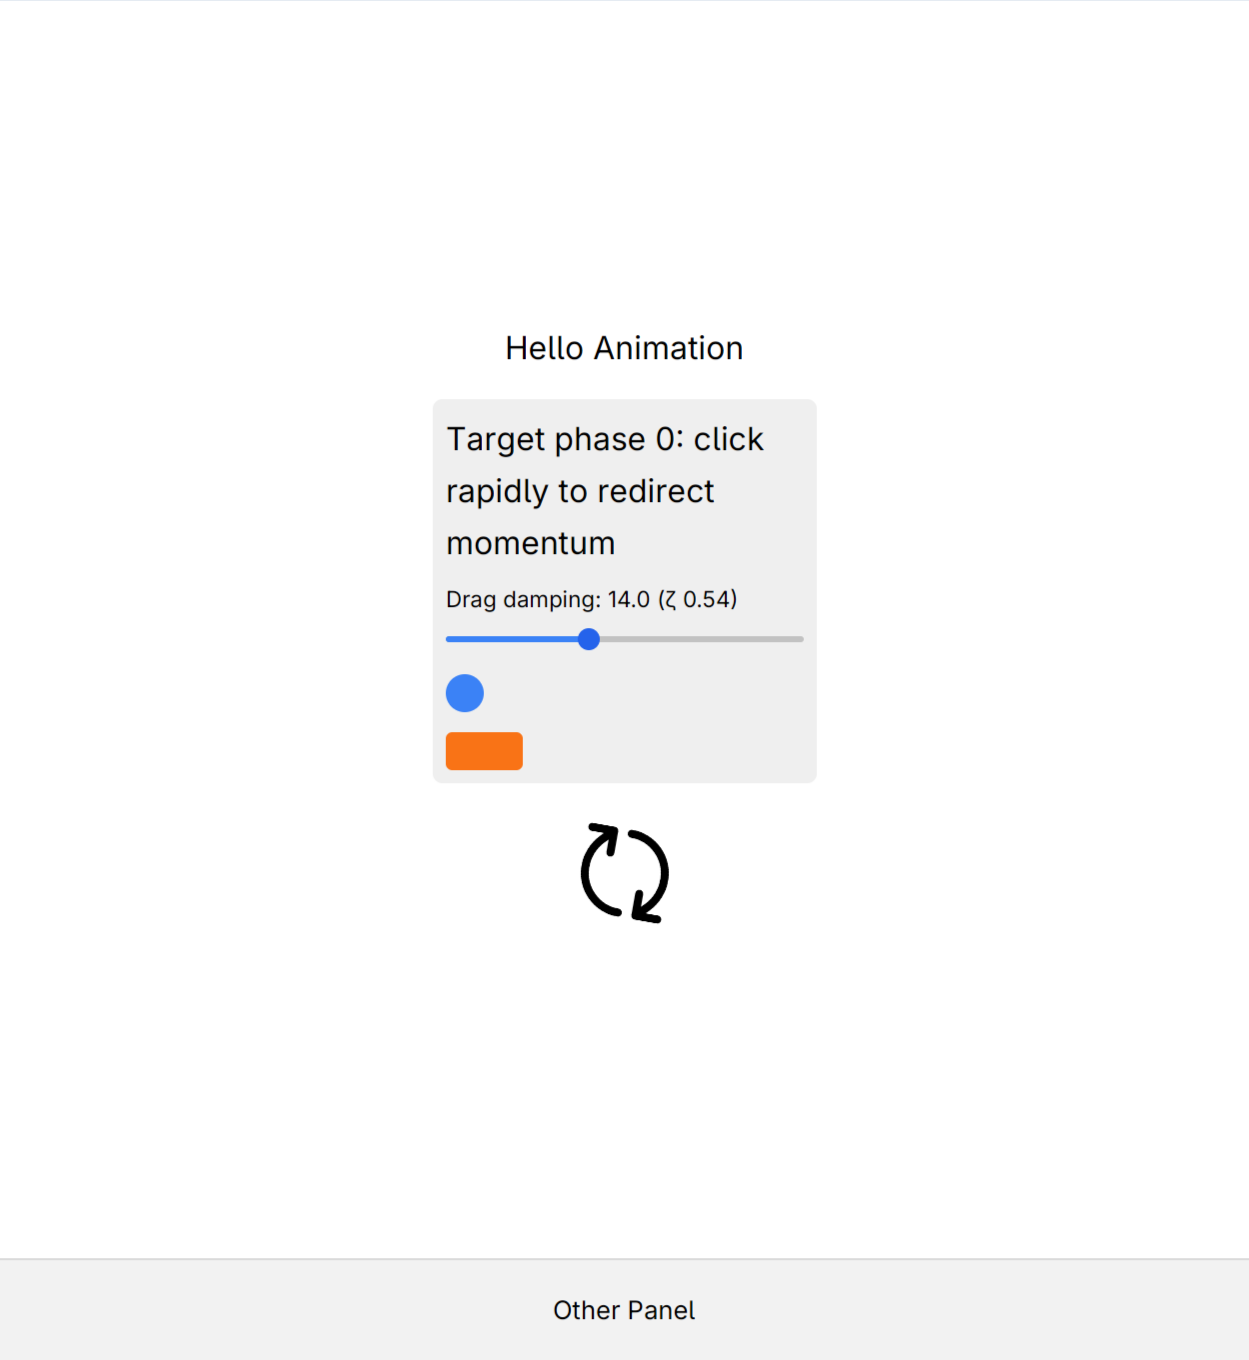 Hello Animation
Target phase 0: click
rapidly to redirect
momentum
Drag damping: 14.0 (ζ 0.54)
Other Panel